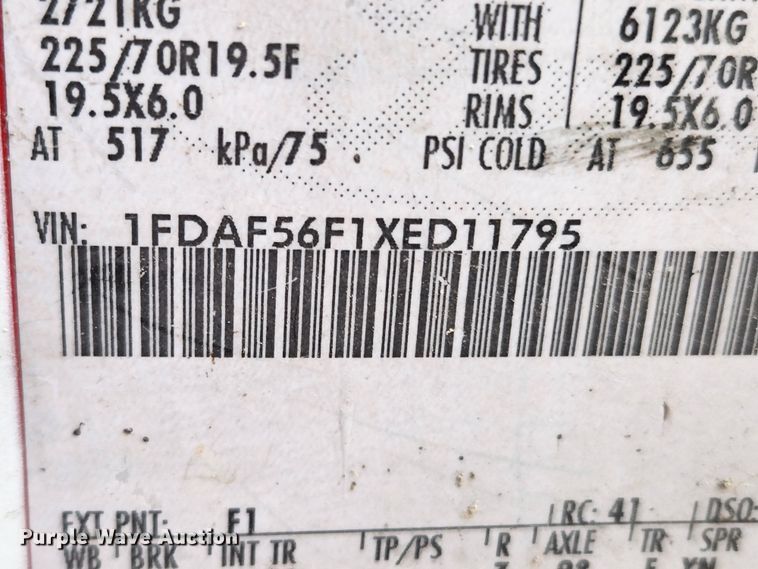 2721KG WITH 6123KG
225/70R19.5F TIRES 225/70R
19.5X6.0 RIMS 19.5X6.0
AT 517 kPa/75 . PSI COLD AT 655
VIN: 1FDAF56F1XED11795
EXT PNT: F1 RC: 41 DSO:
WB BRK INT TR TP/PS R AXLE TR SPR
Purple Wave Auction